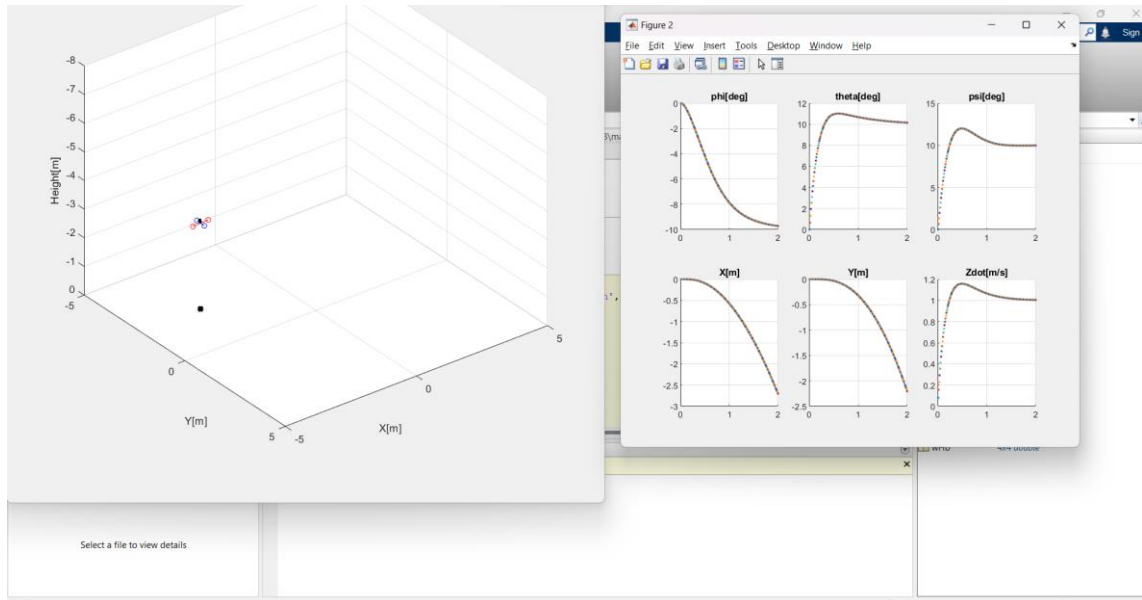 Figure 2
File Edit View Insert Tools Desktop Window Help
Sign
-8
-7
-6
-5
-4
-3
-2
-1
0
Height[m]
-5
0
5
Y[m]
-5
0
5
X[m]
phi[deg]
0
-2
-4
-6
-8
-10
0 1 2
theta[deg]
12
10
8
6
4
2
0
0 1 2
psi[deg]
15
10
5
0
0 1 2
X[m]
0
-0.5
-1
-1.5
-2
-2.5
-3
0 1 2
Y[m]
0
-0.5
-1
-1.5
-2
-2.5
0 1 2
Zdot[m/s]
1.2
1
0.8
0.6
0.4
0.2
0
0 1 2
Select a file to view details